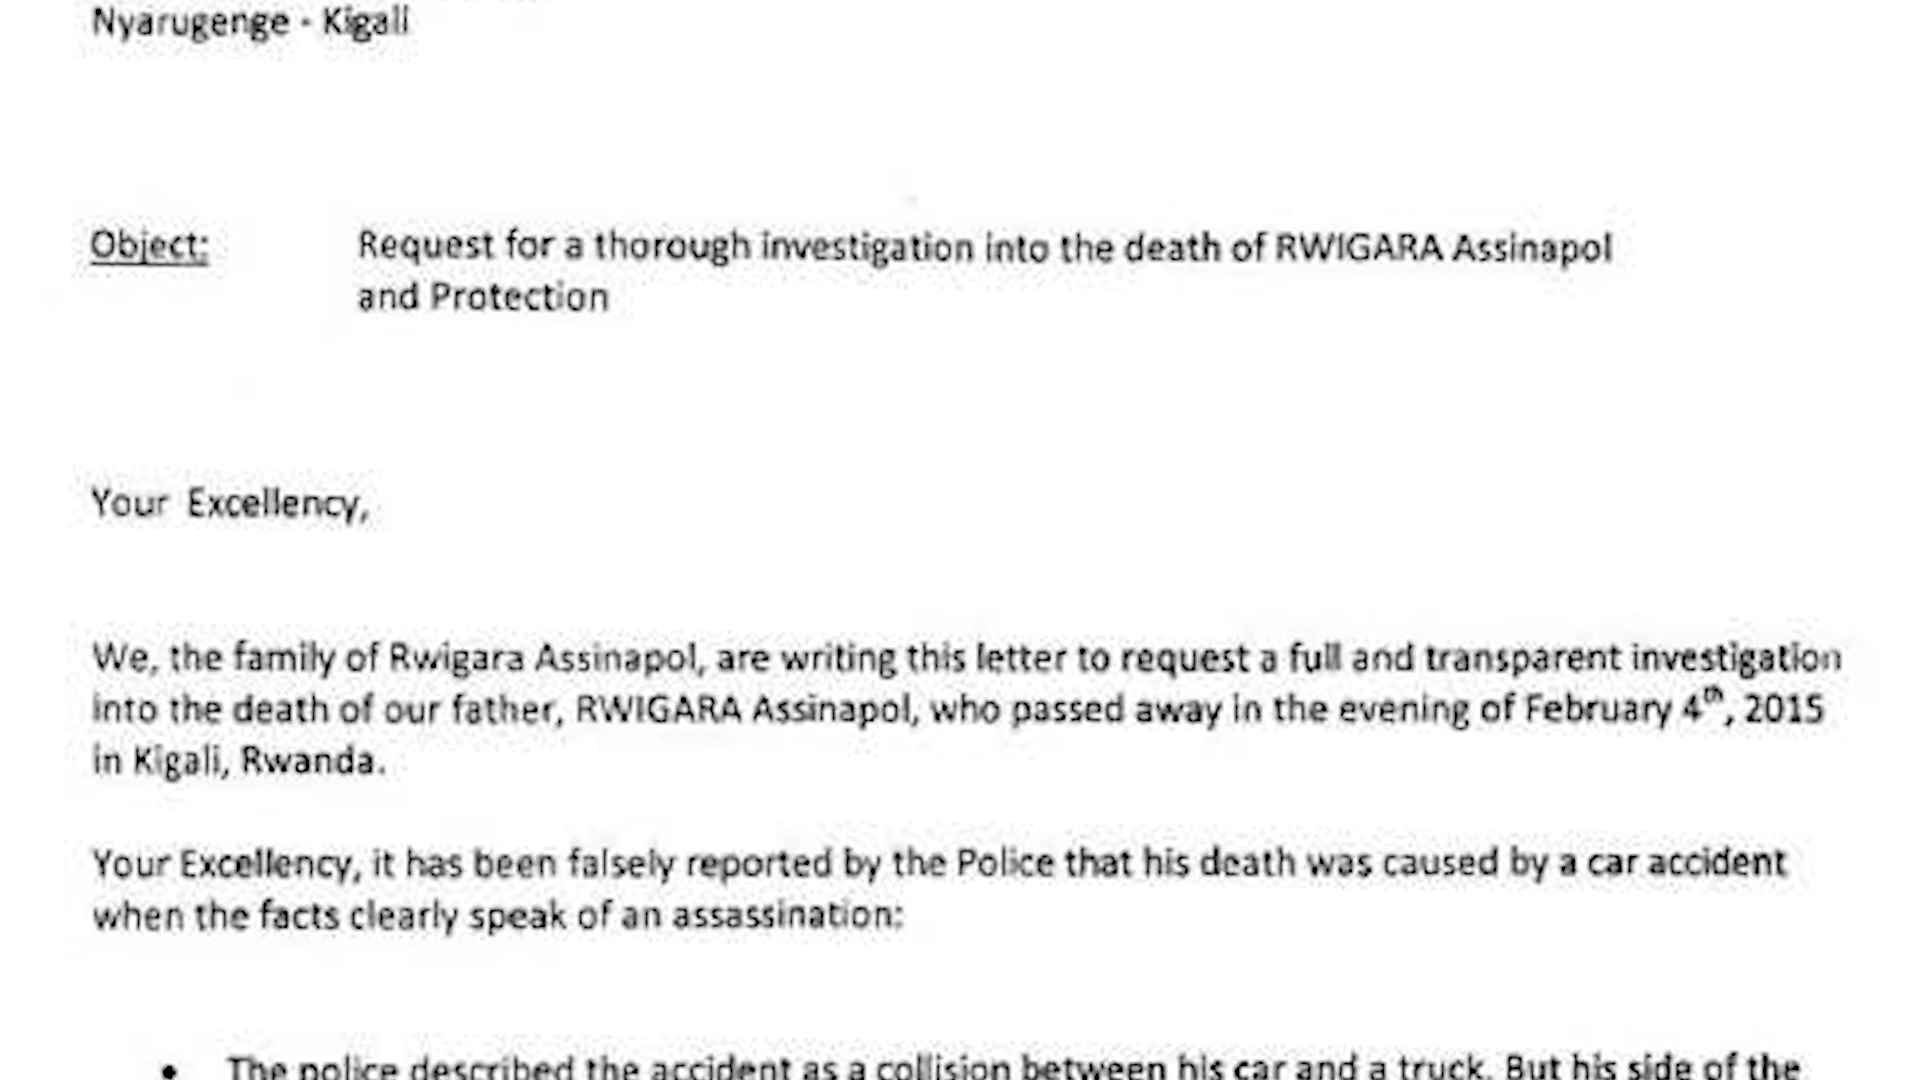 Nyarugenge - Kigali
Object: Request for a thorough investigation into the death of RWIGARA Assinapol
and Protection
Your Excellency,
We, the family of Rwigara Assinapol, are writing this letter to request a full and transparent investigation
into the death of our father, RWIGARA Assinapol, who passed away in the evening of February 4th, 2015
in Kigali, Rwanda.
Your Excellency, it has been falsely reported by the Police that his death was caused by a car accident
when the facts clearly speak of an assassination:
• The police described the accident as a collision between his car and a truck. But his side of the